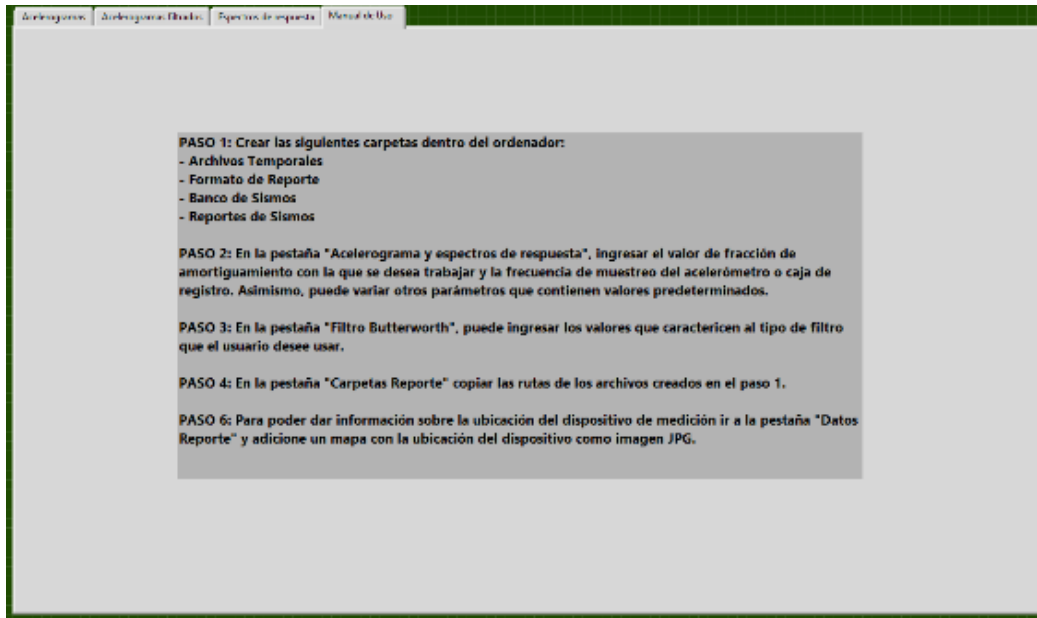 Acelerogramas Acelerogramas filtrados Espectros de respuesta Manual de Uso
PASO 1: Crear las siguientes carpetas dentro del ordenador:
- Archivos Temporales
- Formato de Reporte
- Banco de Sismos
- Reportes de Sismos
PASO 2: En la pestaña "Acelerograma y espectros de respuesta", ingresar el valor de fracción de
amortiguamiento con la que se desea trabajar y la frecuencia de muestreo del acelerómetro o caja de
registro. Asimismo, puede variar otros parámetros que contienen valores predeterminados.
PASO 3: En la pestaña "Filtro Butterworth", puede ingresar los valores que caractericen al tipo de filtro
que el usuario desee usar.
PASO 4: En la pestaña "Carpetas Reporte" copiar las rutas de los archivos creados en el paso 1.
PASO 6: Para poder dar información sobre la ubicación del dispositivo de medición ir a la pestaña "Datos
Reporte" y adicione un mapa con la ubicación del dispositivo como imagen JPG.